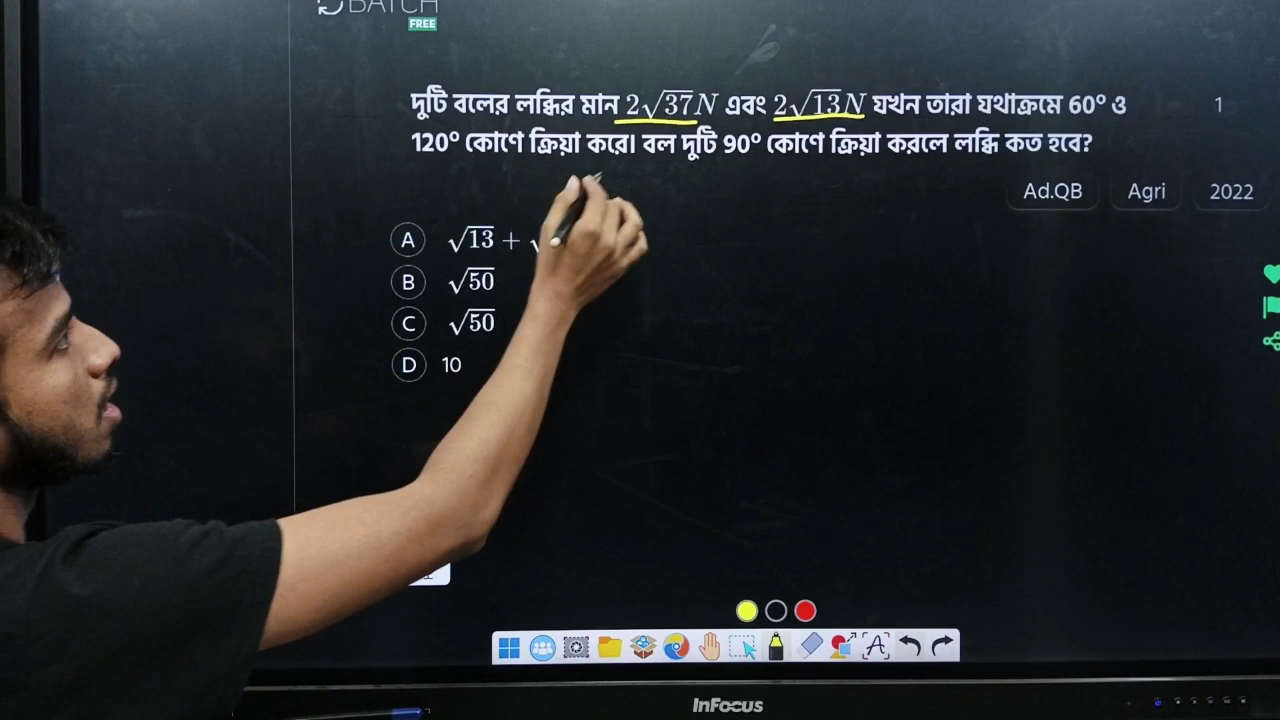 BATCH
FREE
দুটি বলের লব্ধির মান 2√37N এবং 2√13N যখন তারা যথাক্রমে 60° ও
120° কোণে ক্রিয়া করে। বল দুটি 90° কোণে ক্রিয়া করলে লব্ধি কত হবে?
1
Ad.QB Agri 2022
A √13 + √
B √50
C √50
D 10
InFocus